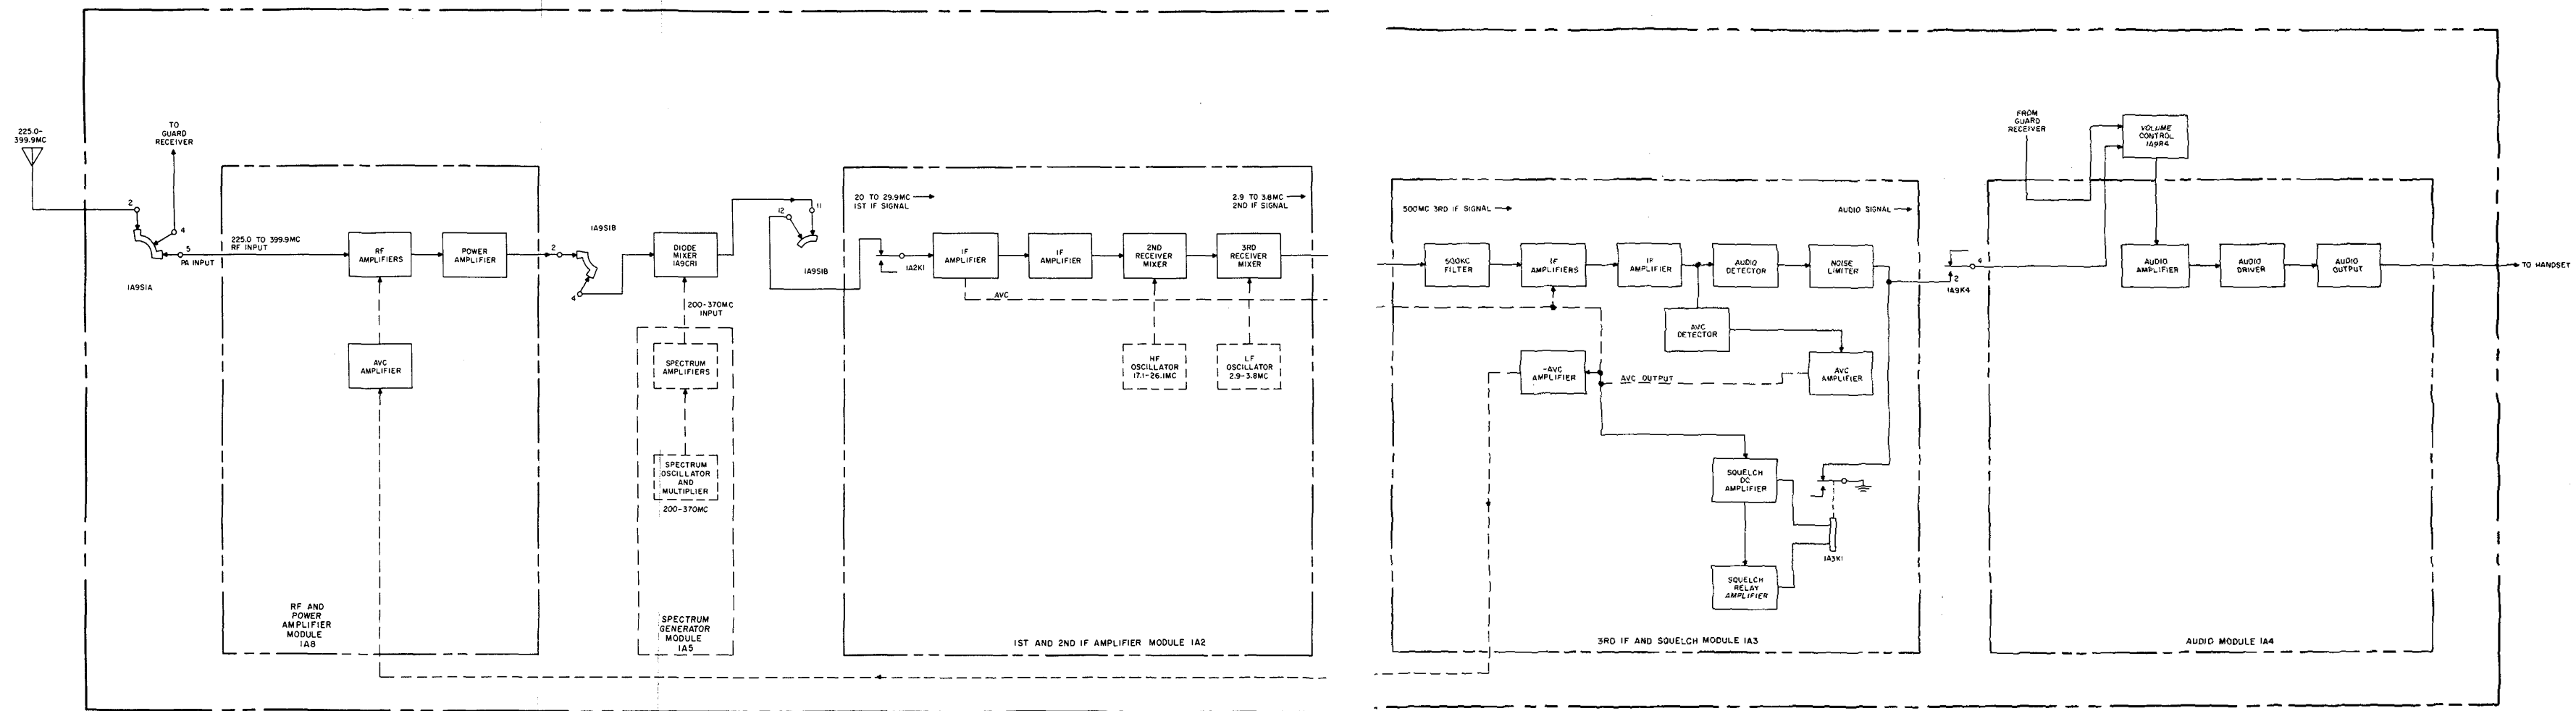 225.0-
399.9MC
2
TO
GUARD
RECEIVER
4
5
PA INPUT
1A9S1A
225.0 TO 399.9MC
RF INPUT
RF
AMPLIFIERS
POWER
AMPLIFIER
AVC
AMPLIFIER
RF AND
POWER
AMPLIFIER
MODULE
1A8
2
1A9S1B
4
DIODE
MIXER
1A9CR1
200-370MC
INPUT
SPECTRUM
AMPLIFIERS
SPECTRUM
OSCILLATOR
AND
MULTIPLIER
200-370MC
SPECTRUM
GENERATOR
MODULE
1A5
12
11
1A9S1B
20 TO 29.9MC
1ST IF SIGNAL
2.9 TO 3.8MC
2ND IF SIGNAL
1A2K1
IF
AMPLIFIER
IF
AMPLIFIER
2ND
RECEIVER
MIXER
3RD
RECEIVER
MIXER
AVC
HF
OSCILLATOR
17.1-26.1MC
LF
OSCILLATOR
2.9-3.8MC
1ST AND 2ND IF AMPLIFIER MODULE 1A2
500MC 3RD IF SIGNAL
AUDIO SIGNAL
500KC
FILTER
IF
AMPLIFIERS
IF
AMPLIFIER
AUDIO
DETECTOR
NOISE
LIMITER
AVC
DETECTOR
-AVC
AMPLIFIER
AVC OUTPUT
AVC
AMPLIFIER
SQUELCH
DC
AMPLIFIER
1A3K1
SQUELCH
RELAY
AMPLIFIER
3RD IF AND SQUELCH MODULE 1A3
4
2
1A9K4
FROM
GUARD
RECEIVER
VOLUME
CONTROL
1A9R4
AUDIO
AMPLIFIER
AUDIO
DRIVER
AUDIO
OUTPUT
TO HANDSET
AUDIO MODULE 1A4